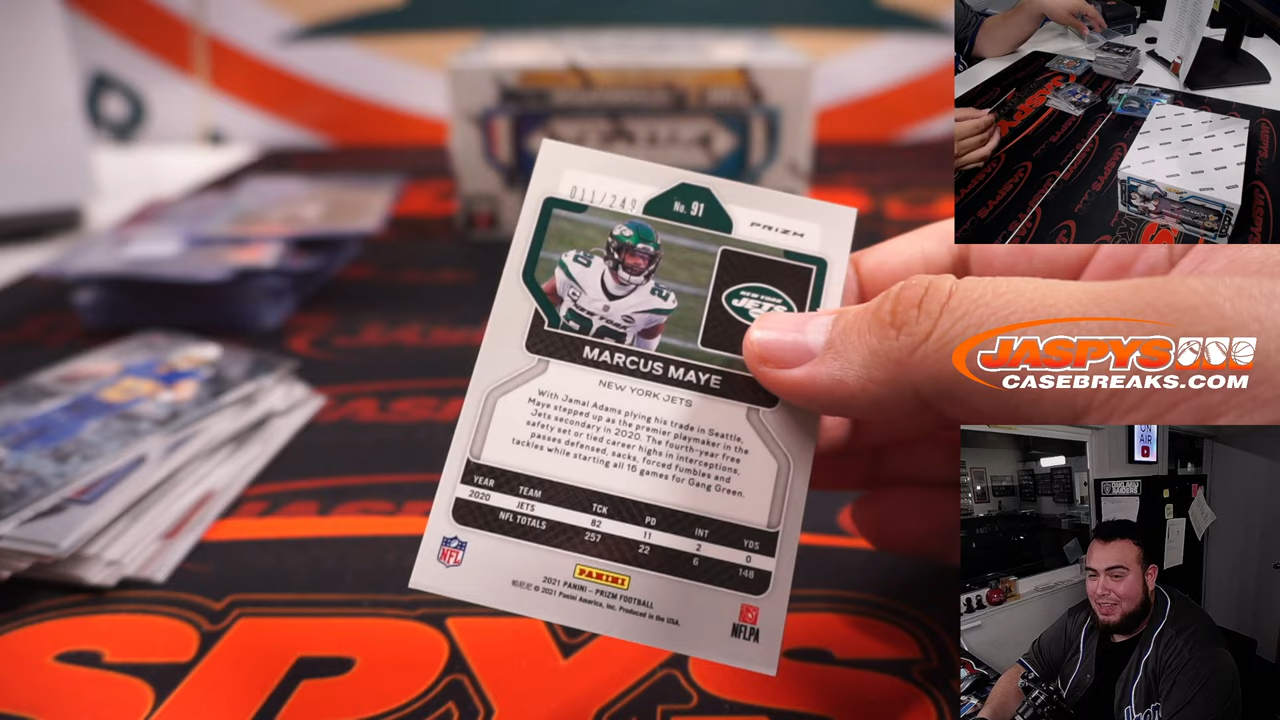 011/249
No. 91
PRIZM
20
NEW YORK
JETS
MARCUS MAYE
NEW YORK JETS
With Jamal Adams plying his trade in Seattle,
Maye stepped up as the premier playmaker in the
Jets secondary in 2020. The fourth-year free
safety set or tied career highs in interceptions,
passes defensed, sacks, forced fumbles and
tackles while starting all 16 games for Gang Green.
YEAR TEAM TCK PD INT YDS
2020 JETS 82 11 2 0
NFL TOTALS 257 22 6 148
NFL
PANINI
2021 PANINI – PRIZM FOOTBALL
© 2021 Panini America, Inc. Produced in the USA.
NFLPA
SPYS
JASPYS
CASEBREAKS.COM
ON
AIR
OAKLAND
RAIDERS